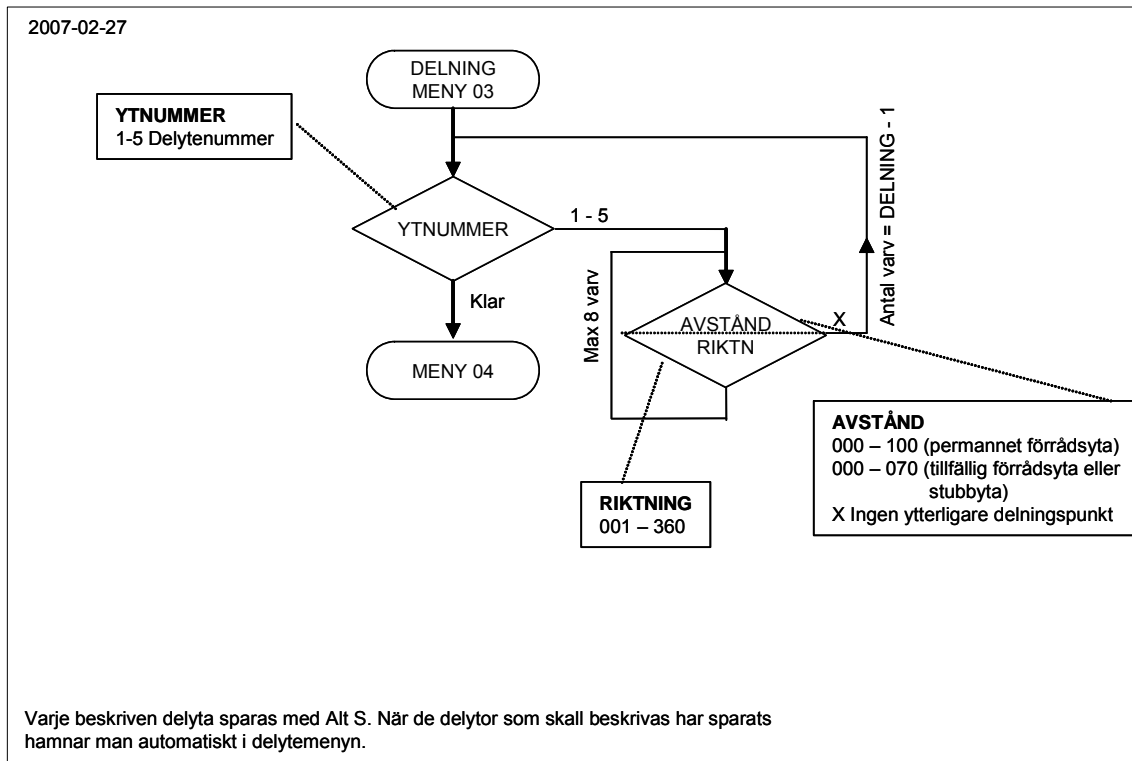 2007-02-27
DELNING
MENY 03
YTNUMMER
1-5 Delytenummer
Antal varv = DELNING - 1
YTNUMMER
1 - 5
Klar
MENY 04
Max 8 varv
AVSTÅND
RIKTN
X
AVSTÅND
000 – 100 (permannet förrådsyta)
000 – 070 (tillfällig förrådsyta eller
stubbyta)
X Ingen ytterligare delningspunkt
RIKTNING
001 – 360
Varje beskriven delyta sparas med Alt S. När de delytor som skall beskrivas har sparats
hamnar man automatiskt i delytemenyn.